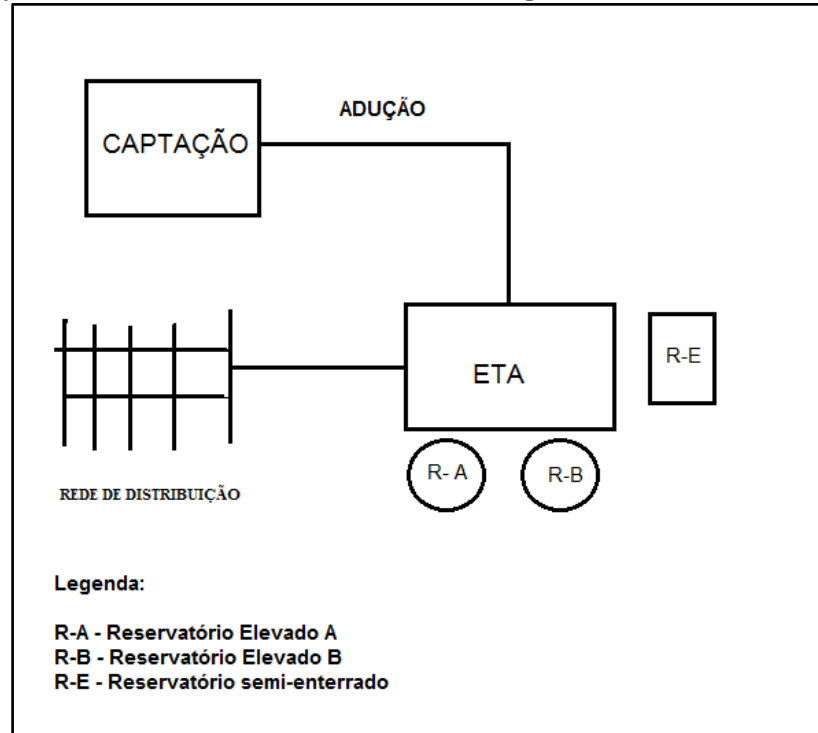 ADUÇÃO
CAPTAÇÃO
ETA
R-E
R- A
R-B
REDE DE DISTRIBUIÇÃO
Legenda:
R-A - Reservatório Elevado A
R-B - Reservatório Elevado B
R-E - Reservatório semi-enterrado